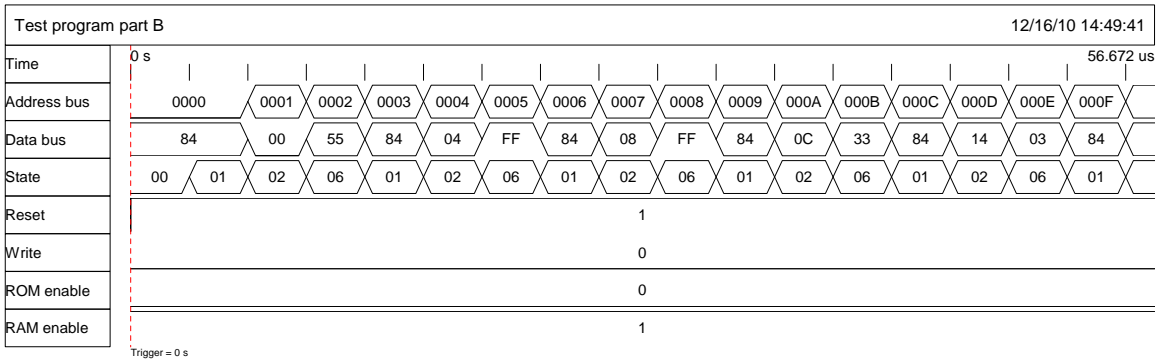 Test program part B 12/16/10 14:49:41
Time 0 s 56.672 us
Address bus 0000 0001 0002 0003 0004 0005 0006 0007 0008 0009 000A 000B 000C 000D 000E 000F
Data bus 84 00 55 84 04 FF 84 08 FF 84 0C 33 84 14 03 84
State 00 01 02 06 01 02 06 01 02 06 01 02 06 01 02 06 01
Reset 1
Write 0
ROM enable 0
RAM enable 1
Trigger = 0 s